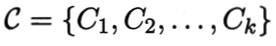 𝒞 = {C₁, C₂, …, Cₖ}